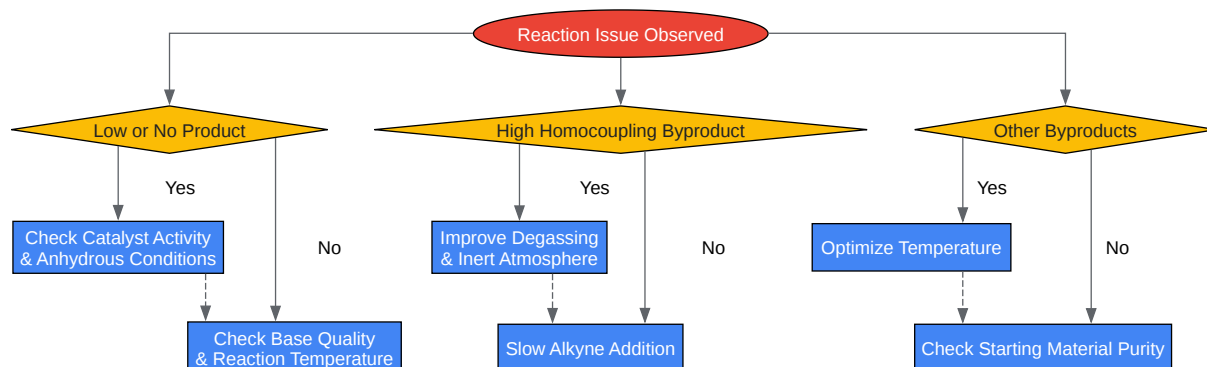 Reaction Issue Observed
Low or No Product
High Homocoupling Byproduct
Other Byproducts
Yes
Yes
Yes
Check Catalyst Activity
& Anhydrous Conditions
No
Improve Degassing
& Inert Atmosphere
No
Optimize Temperature
No
Check Base Quality
& Reaction Temperature
Slow Alkyne Addition
Check Starting Material Purity